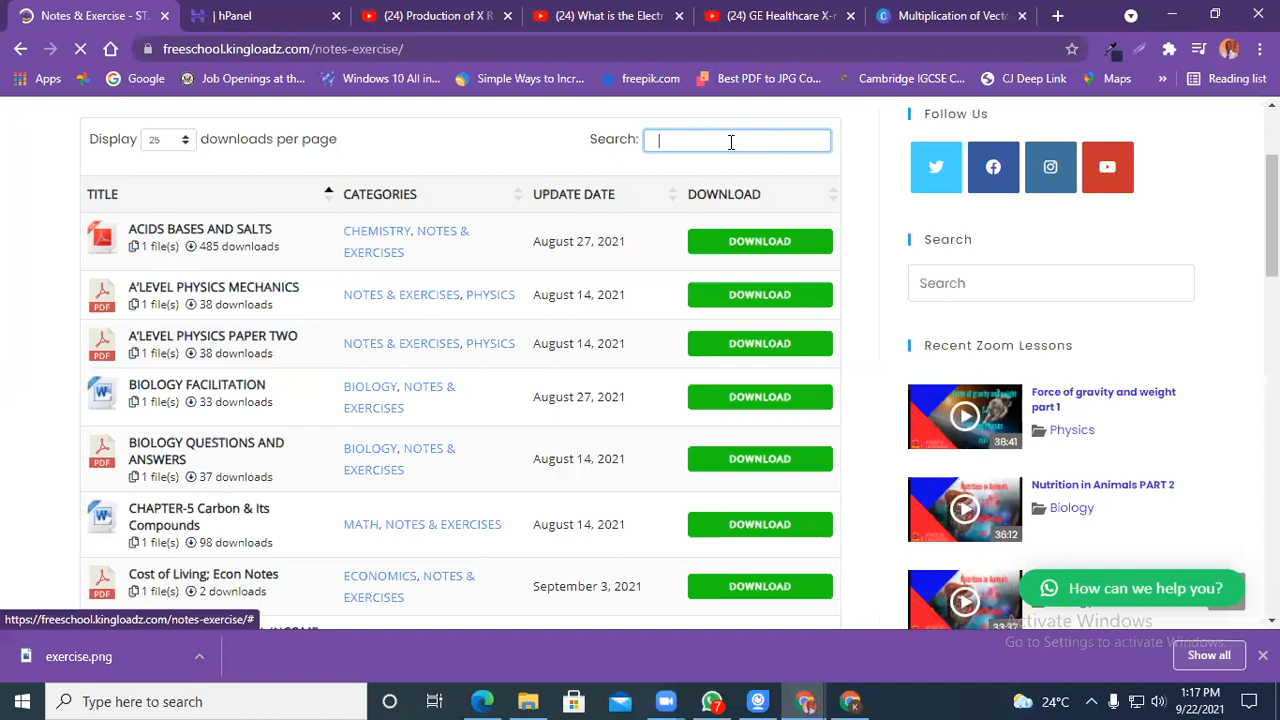 Notes & Exercise - ST.
hPanel
(24) Production of X R
(24) What is the Electr
(24) GE Healthcare X-r
Multiplication of Vect
freeschool.kingloadz.com/notes-exercise/
Apps
Google
Job Openings at the...
Windows 10 All in...
Simple Ways to Incr...
freepik.com
Best PDF to JPG Co...
Cambridge IGCSE C...
CJ Deep Link
Maps
»
Reading list
Display 25 downloads per page
Search:
TITLE
CATEGORIES
UPDATE DATE
DOWNLOAD
ACIDS BASES AND SALTS
1 file(s) 485 downloads
CHEMISTRY, NOTES &
EXERCISES
August 27, 2021
DOWNLOAD
A'LEVEL PHYSICS MECHANICS
1 file(s) 38 downloads
NOTES & EXERCISES, PHYSICS
August 14, 2021
DOWNLOAD
A'LEVEL PHYSICS PAPER TWO
1 file(s) 38 downloads
NOTES & EXERCISES, PHYSICS
August 14, 2021
DOWNLOAD
BIOLOGY FACILITATION
1 file(s) 33 downloads
BIOLOGY, NOTES &
EXERCISES
August 27, 2021
DOWNLOAD
BIOLOGY QUESTIONS AND
ANSWERS
1 file(s) 37 downloads
BIOLOGY, NOTES &
EXERCISES
August 14, 2021
DOWNLOAD
CHAPTER-5 Carbon & Its
Compounds
1 file(s) 98 downloads
MATH, NOTES & EXERCISES
August 14, 2021
DOWNLOAD
Cost of Living; Econ Notes
1 file(s) 2 downloads
ECONOMICS, NOTES &
EXERCISES
September 3, 2021
DOWNLOAD
INCOME
PDF
PDF
PDF
PDF
Follow Us
Search
Search
Recent Zoom Lessons
38:41
Force of gravity and weight
part 1
Physics
36:12
Nutrition in Animals PART 2
Biology
33:37
How can we help you?
Activate Windows
Go to Settings to activate Windows.
https://freeschool.kingloadz.com/notes-exercise/#
exercise.png
Show all
Type here to search
7
24°C
1:17 PM
9/22/2021